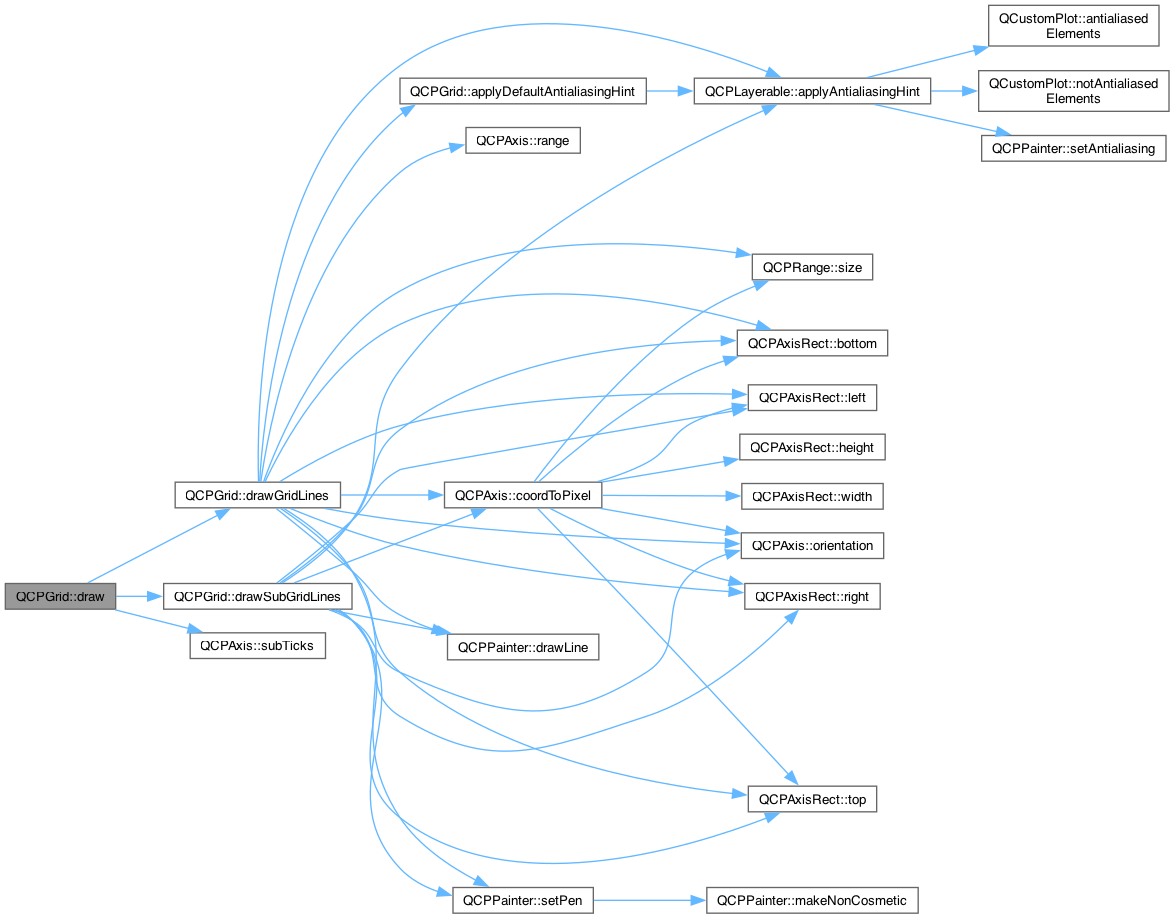 QCustomPlot::antialiased
Elements
QCPGrid::applyDefaultAntialiasingHint
QCPLayerable::applyAntialiasingHint
QCustomPlot::notAntialiased
Elements
QCPAxis::range
QCPPainter::setAntialiasing
QCPRange::size
QCPAxisRect::bottom
QCPAxisRect::left
QCPAxisRect::height
QCPGrid::drawGridLines
QCPAxis::coordToPixel
QCPAxisRect::width
QCPAxis::orientation
QCPGrid::draw
QCPGrid::drawSubGridLines
QCPAxisRect::right
QCPAxis::subTicks
QCPPainter::drawLine
QCPAxisRect::top
QCPPainter::setPen
QCPPainter::makeNonCosmetic